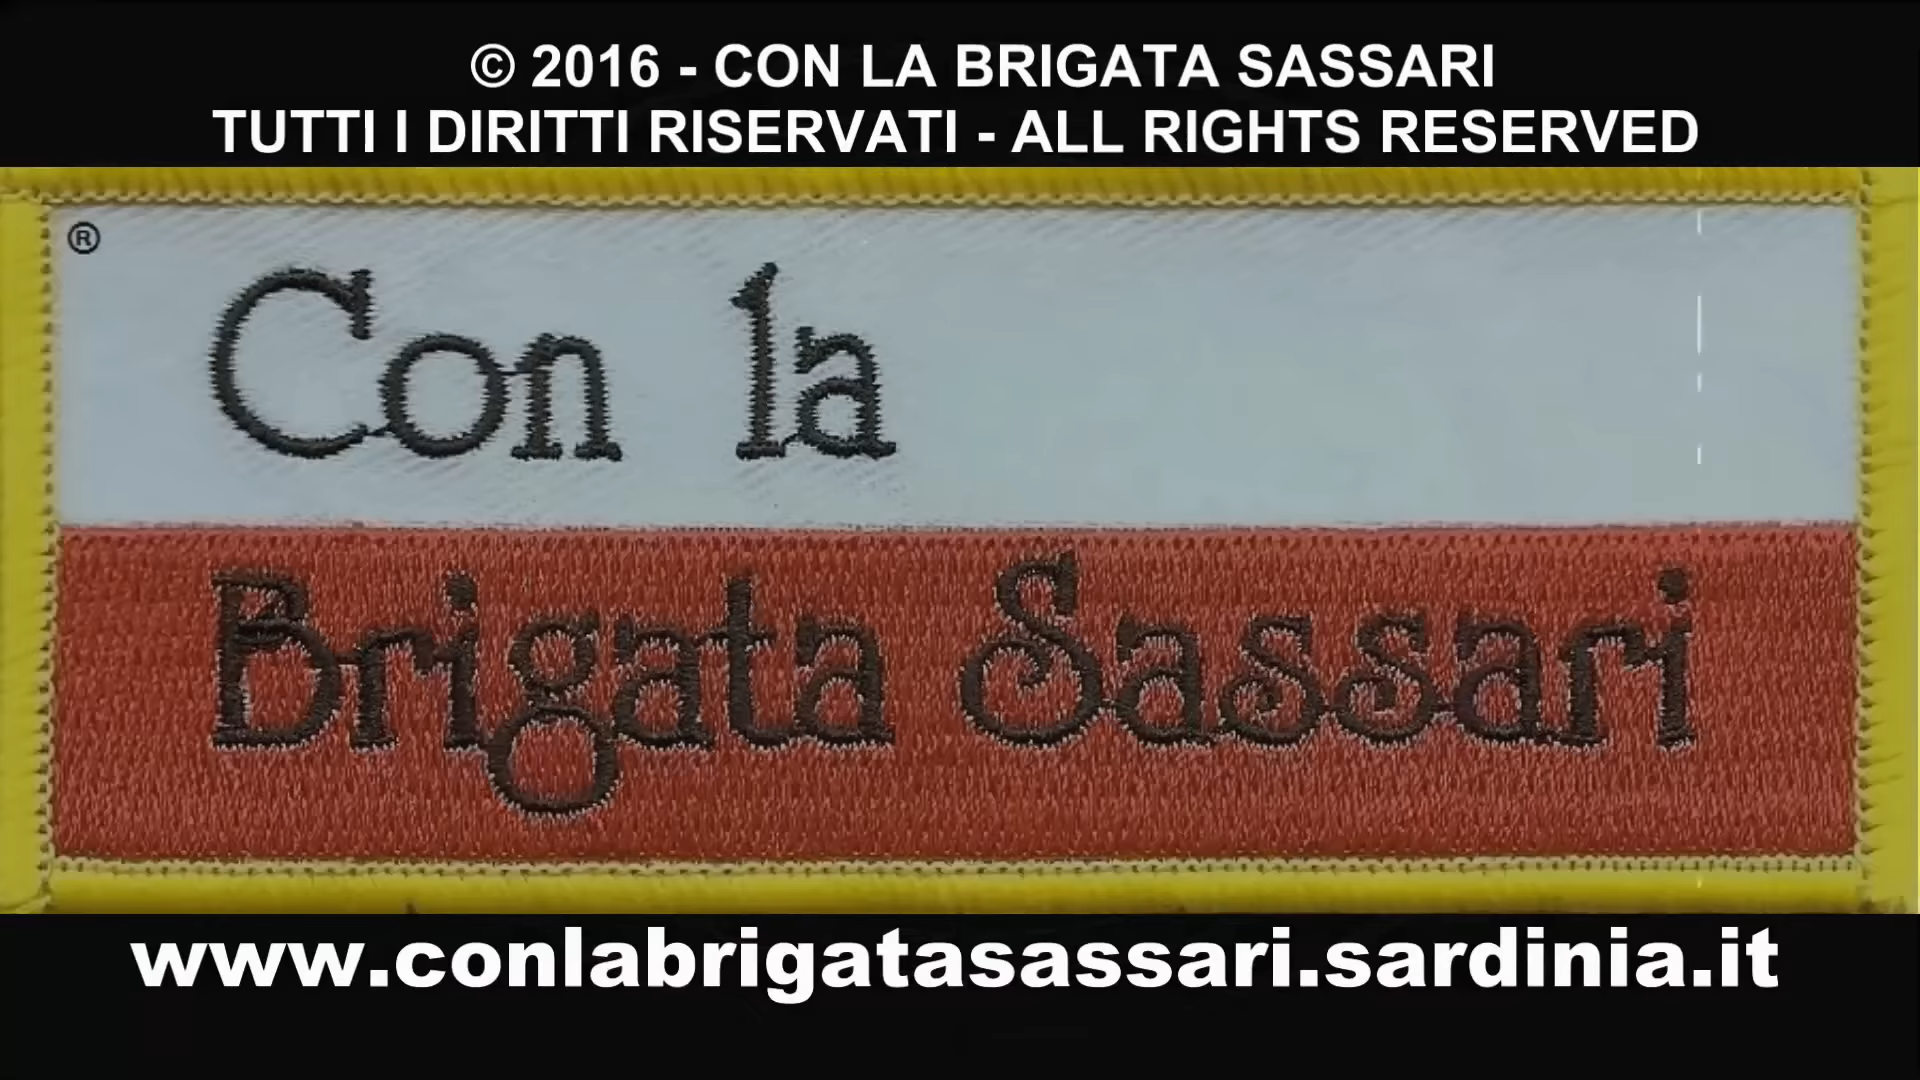 © 2016 - CON LA BRIGATA SASSARI
TUTTI I DIRITTI RISERVATI - ALL RIGHTS RESERVED
®
Con la
Brigata Sassari
www.conlabrigatasassari.sardinia.it